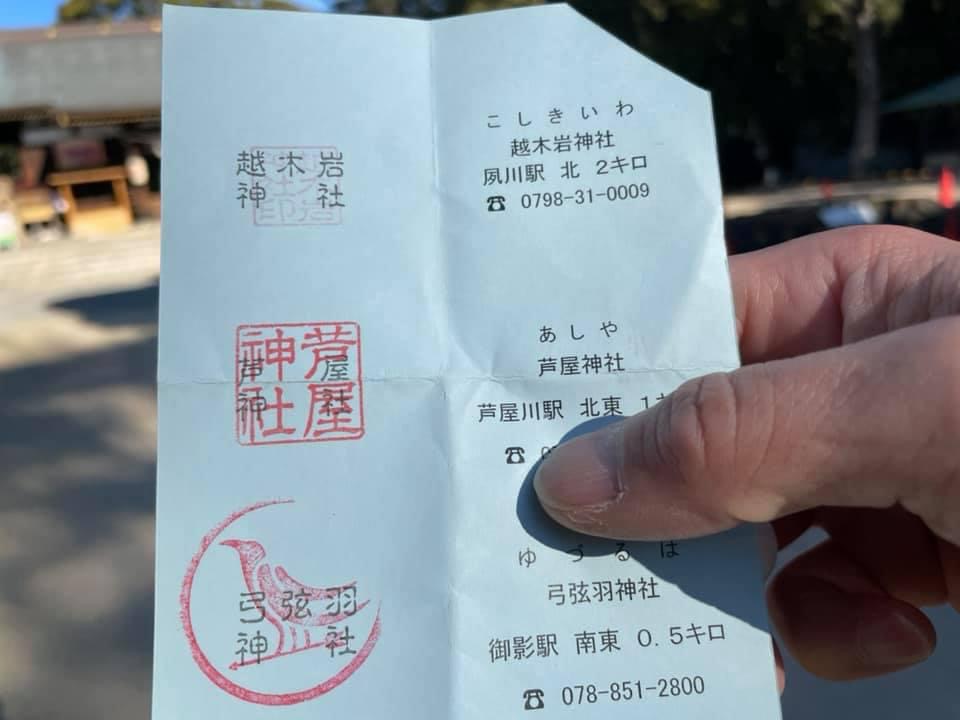 越木岩
神社
こしきいわ
越木岩神社
夙川駅 北 2キロ
☎ 0798-31-0009
芦屋
神社
芦屋
神社
あしや
芦屋神社
芦屋川駅 北東 1
☎
弓弦羽
神社
ゆづるは
弓弦羽神社
御影駅 南東 0.5キロ
☎ 078-851-2800